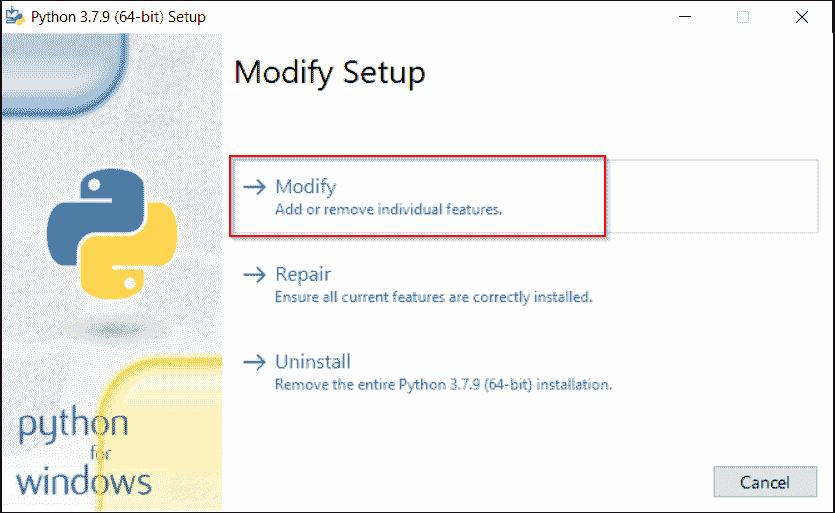 Python 3.7.9 (64-bit) Setup
Modify Setup
Modify
Add or remove individual features.
Repair
Ensure all current features are correctly installed.
Uninstall
Remove the entire Python 3.7.9 (64-bit) installation.
python
for
windows
Cancel